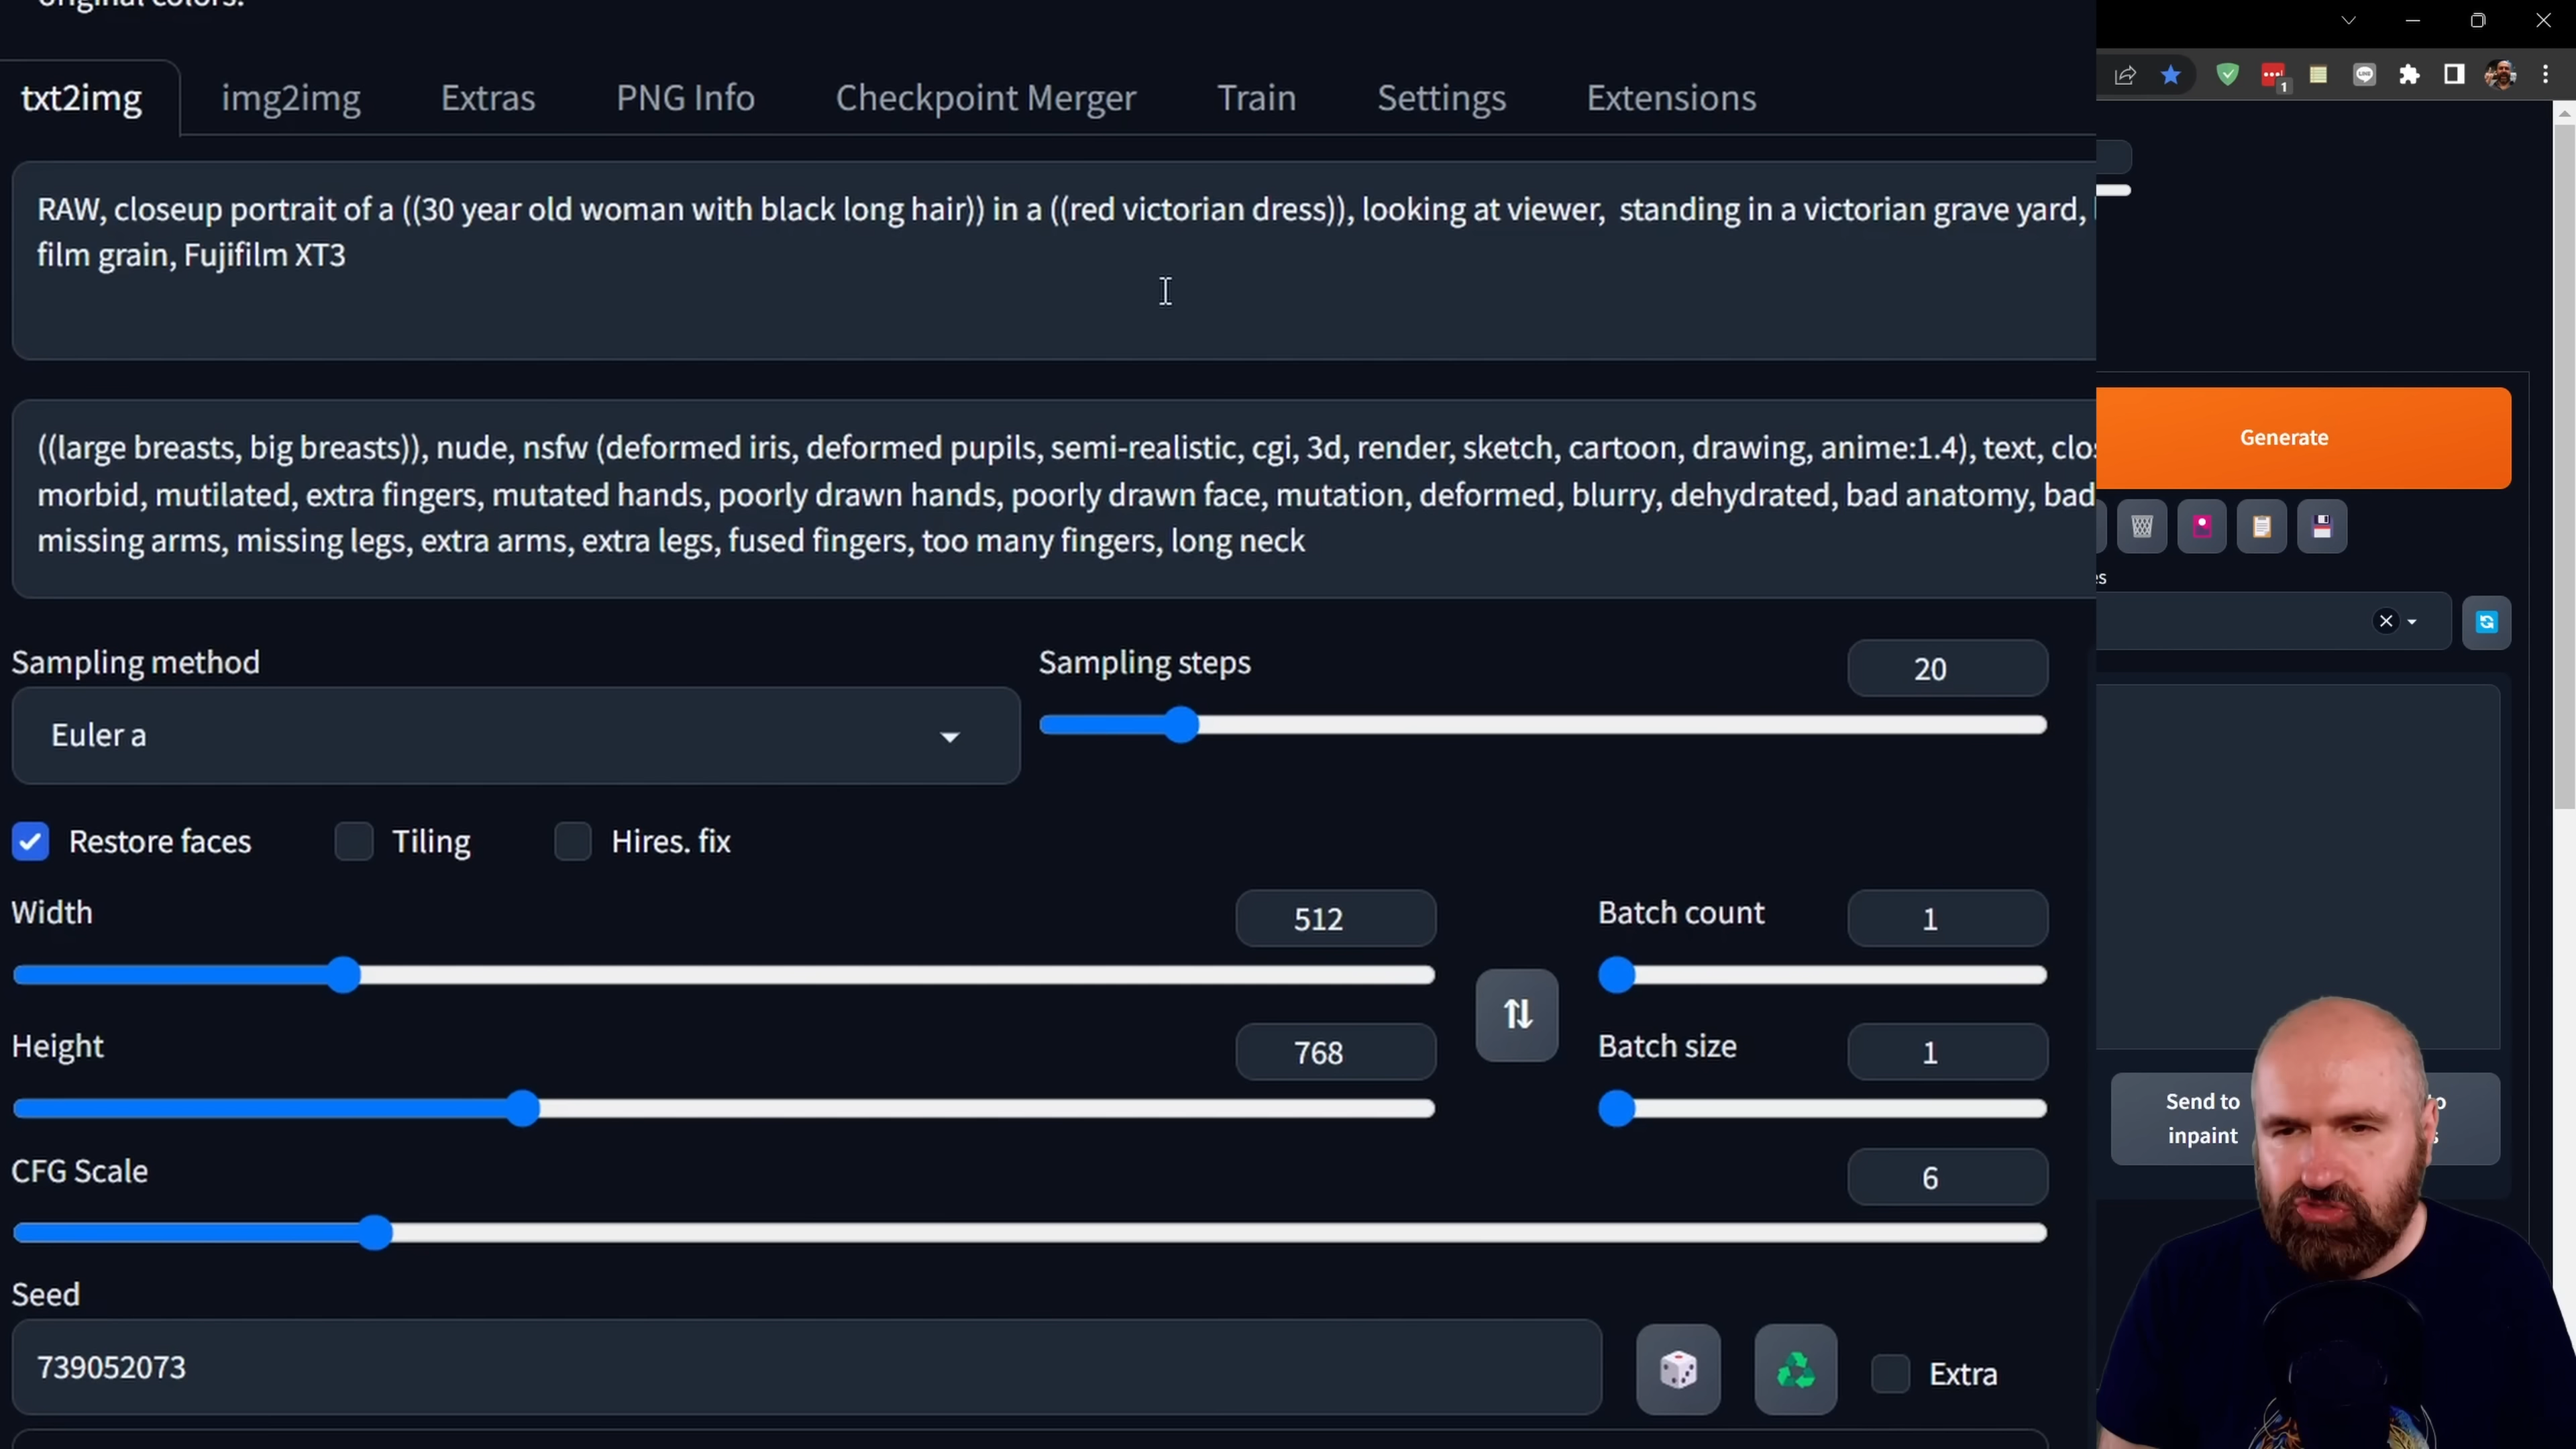 original colors.
txt2img img2img Extras PNG Info Checkpoint Merger Train Settings Extensions
RAW, closeup portrait of a ((30 year old woman with black long hair)) in a ((red victorian dress)), looking at viewer,  standing in a victorian grave yard,
film grain, Fujifilm XT3
((large breasts, big breasts)), nude, nsfw (deformed iris, deformed pupils, semi-realistic, cgi, 3d, render, sketch, cartoon, drawing, anime:1.4), text,
morbid, mutilated, extra fingers, mutated hands, poorly drawn hands, poorly drawn face, mutation, deformed, blurry, dehydrated, bad anatomy, bad
missing arms, missing legs, extra arms, extra legs, fused fingers, too many fingers, long neck
Generate
Sampling method
Euler a
Sampling steps 20
Restore faces Tiling Hires. fix
Width 512
Batch count 1
Height 768
Batch size 1
CFG Scale 6
Seed
739052073
Extra
Send to
inpaint
1